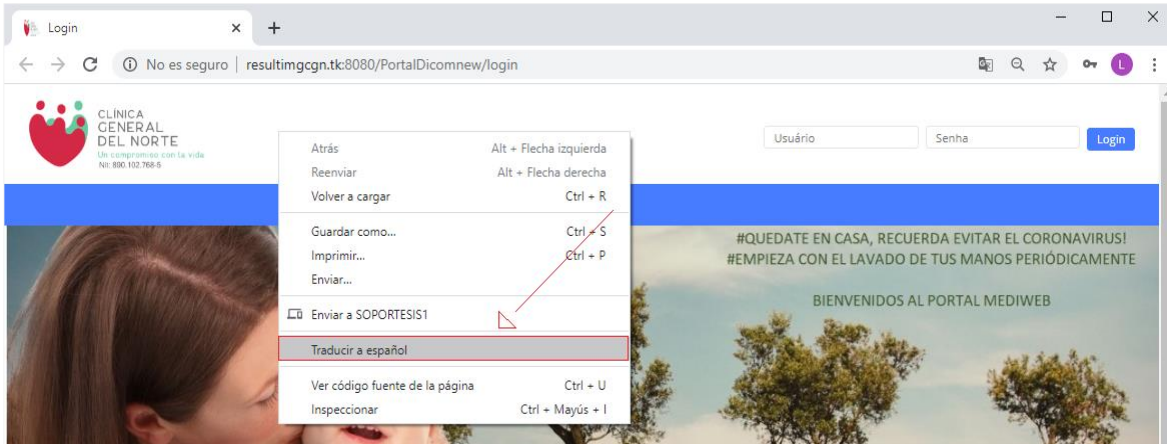 Login
No es seguro | resultimgcgn.tk:8080/PortalDicomnew/login
L
CLÍNICA
GENERAL
DEL NORTE
Un compromiso con la vida
Nit: 890.102.768-5
Usuário
Senha
Login
Atrás Alt + Flecha izquierda
Reenviar Alt + Flecha derecha
Volver a cargar Ctrl + R
Guardar como... Ctrl + S
Imprimir... Ctrl + P
Enviar...
Enviar a SOPORTESIS1
Traducir a español
Ver código fuente de la página Ctrl + U
Inspeccionar Ctrl + Mayús + I
#QUEDATE EN CASA, RECUERDA EVITAR EL CORONAVIRUS!
#EMPIEZA CON EL LAVADO DE TUS MANOS PERIÓDICAMENTE
BIENVENIDOS AL PORTAL MEDIWEB